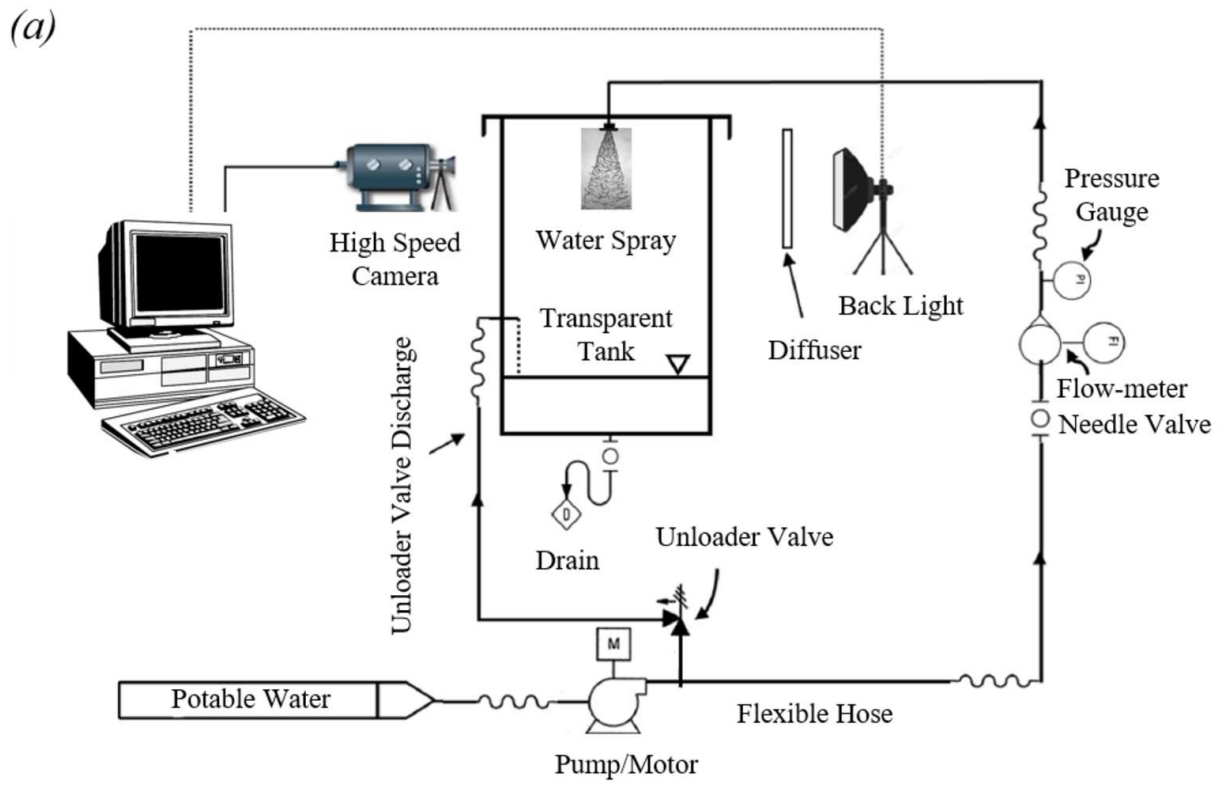 (a)
Pressure
Gauge
High Speed
Camera
Water Spray
Back Light
PI
Transparent
Tank
Diffuser
FI
Flow-meter
Needle Valve
Unloader Valve Discharge
D
Drain
Unloader Valve
M
Potable Water
Flexible Hose
Pump/Motor